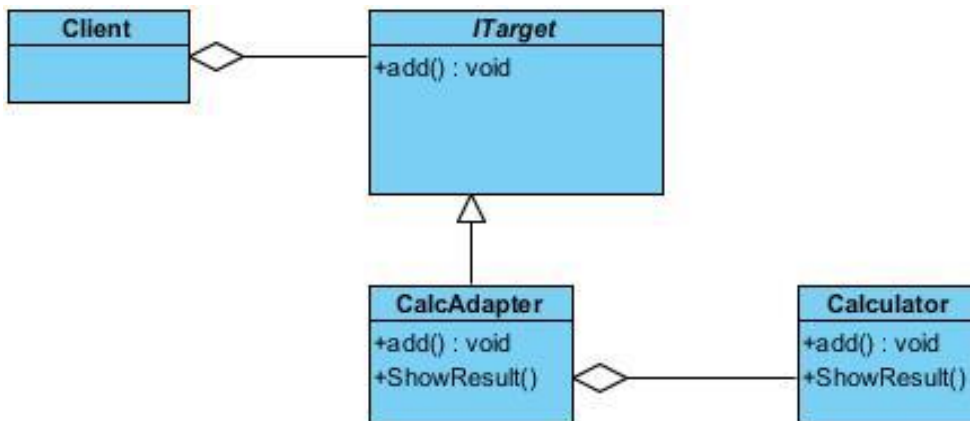 Client
ITarget
+add() : void
CalcAdapter
+add() : void
+ShowResult()
Calculator
+add() : void
+ShowResult()